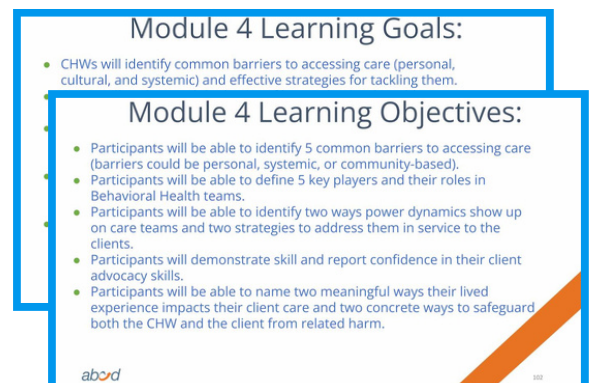 Module 4 Learning Goals:
• CHWs will identify common barriers to accessing care (personal,
cultural, and systemic) and effective strategies for tackling them.
Module 4 Learning Objectives:
• Participants will be able to identify 5 common barriers to accessing care
(barriers could be personal, systemic, or community-based).
• Participants will be able to define 5 key players and their roles in
Behavioral Health teams.
• Participants will be able to identify two ways power dynamics show up
on care teams and two strategies to address them in service to the
clients.
• Participants will demonstrate skill and report confidence in their client
advocacy skills.
• Participants will be able to name two meaningful ways their lived
experience impacts their client care and two concrete ways to safeguard
both the CHW and the client from related harm.
102